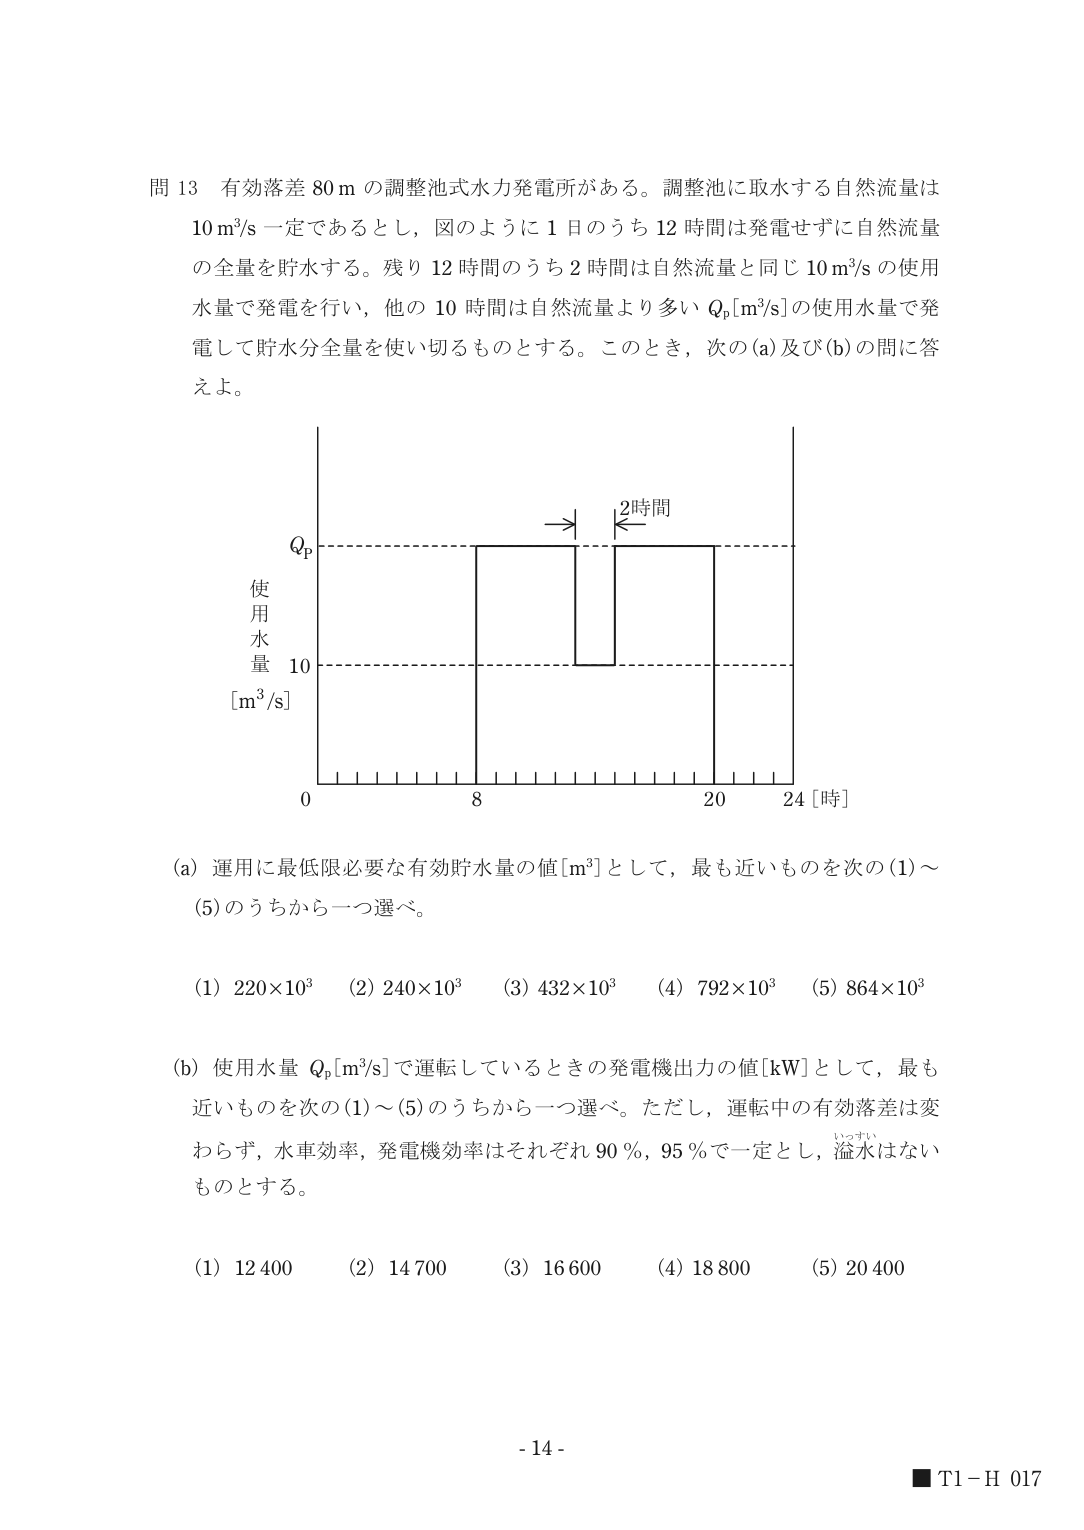 問 13 有効落差 80 m の調整池式水力発電所がある。調整池に取水する自然流量は
10 m³/s 一定であるとし，図のように 1 日のうち 12 時間は発電せずに自然流量
の全量を貯水する。残り 12 時間のうち 2 時間は自然流量と同じ 10 m³/s の使用
水量で発電を行い，他の 10 時間は自然流量より多い Qp[m³/s]の使用水量で発
電して貯水分全量を使い切るものとする。このとき，次の(a)及び(b)の問に答
えよ。
2時間
QP
使用水量
[m³/s]
10
0 8 20 24 [時]
(a) 運用に最低限必要な有効貯水量の値[m³]として，最も近いものを次の(1)～
(5)のうちから一つ選べ。
(1) 220×10³ (2) 240×10³ (3) 432×10³ (4) 792×10³ (5) 864×10³
(b) 使用水量 Qp[m³/s]で運転しているときの発電機出力の値[kW]として，最も
近いものを次の(1)～(5)のうちから一つ選べ。ただし，運転中の有効落差は変
いっすい
わらず，水車効率，発電機効率はそれぞれ 90 %，95 %で一定とし，溢水はない
ものとする。
(1) 12 400 (2) 14 700 (3) 16 600 (4) 18 800 (5) 20 400
- 14 -
■ T1－H 017